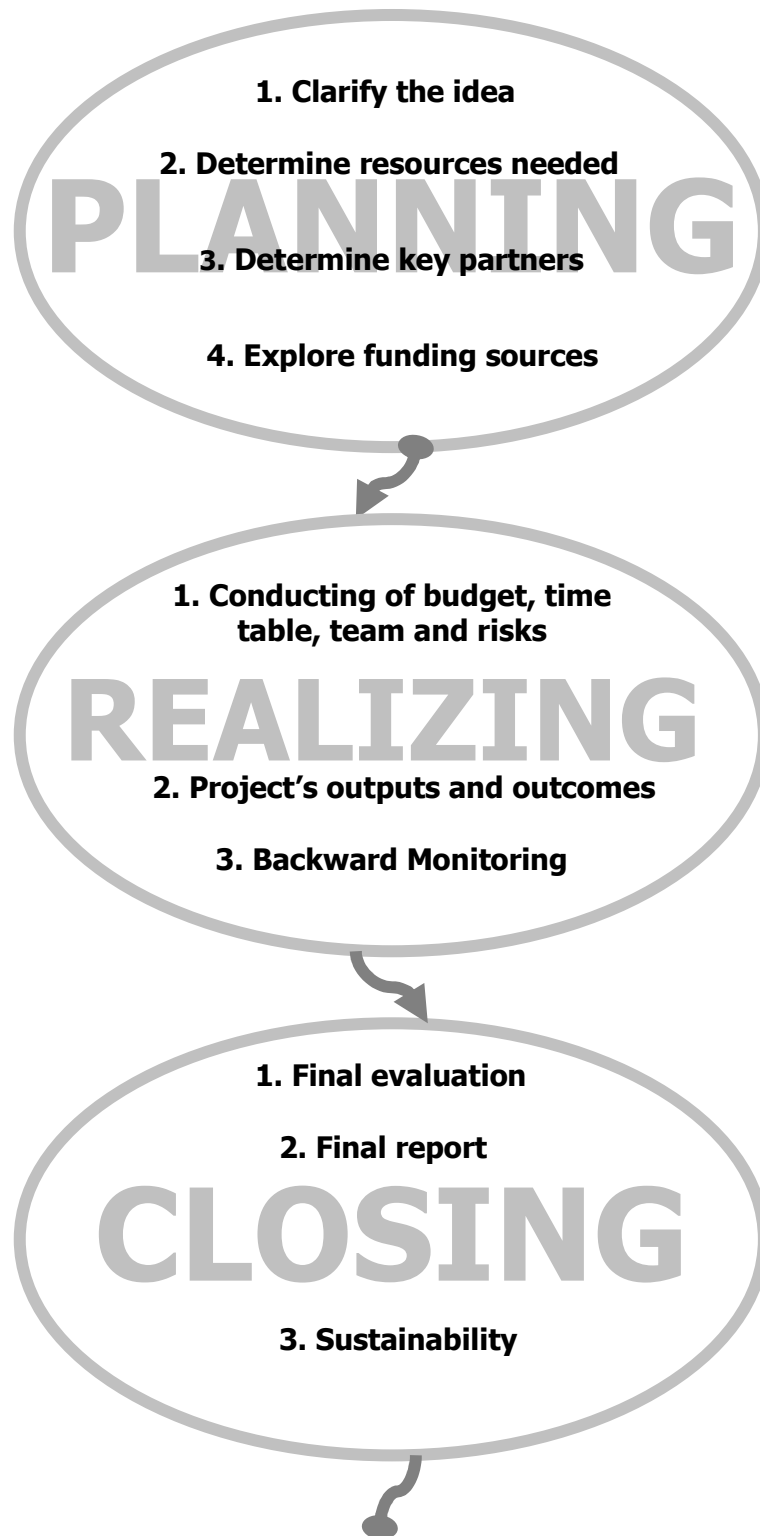 1. Clarify the idea
2. Determine resources needed
PLANNING
3. Determine key partners
4. Explore funding sources
1. Conducting of budget, time
table, team and risks
REALIZING
2. Project’s outputs and outcomes
3. Backward Monitoring
1. Final evaluation
2. Final report
CLOSING
3. Sustainability